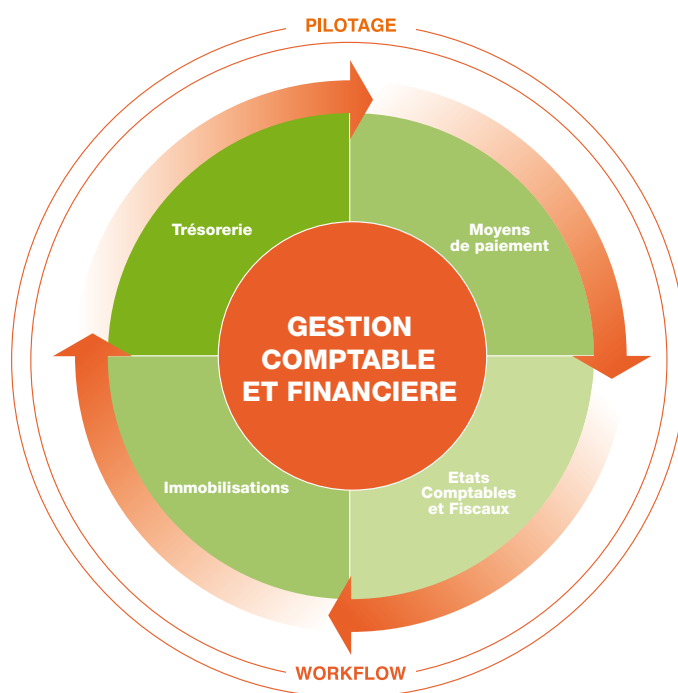 PILOTAGE
Trésorerie
Moyens
de paiement
GESTION
COMPTABLE
ET FINANCIERE
Immobilisations
Etats
Comptables
et Fiscaux
WORKFLOW